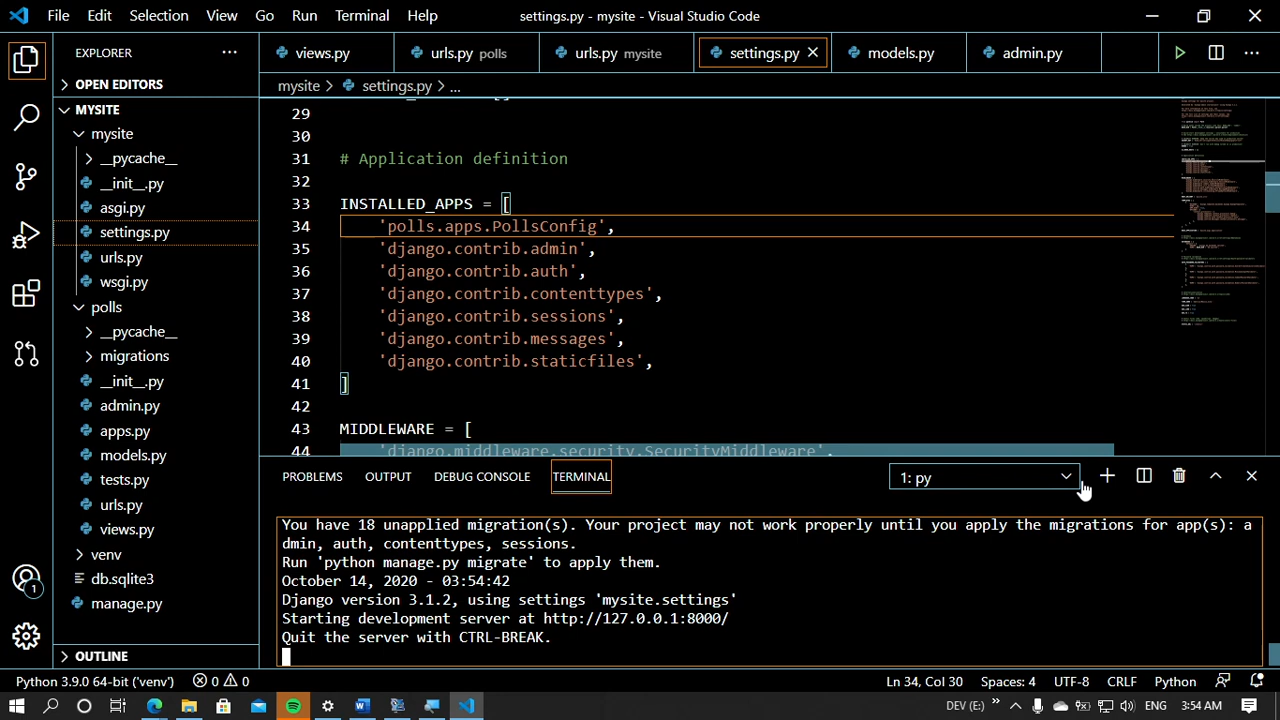 File Edit Selection View Go Run Terminal Help
settings.py - mysite - Visual Studio Code
EXPLORER
OPEN EDITORS
MYSITE
mysite
__pycache__
__init__.py
asgi.py
settings.py
urls.py
wsgi.py
polls
__pycache__
migrations
__init__.py
admin.py
apps.py
models.py
tests.py
urls.py
views.py
venv
db.sqlite3
manage.py
OUTLINE
views.py urls.py polls urls.py mysite settings.py models.py admin.py
mysite > settings.py > ...
29
30
31 # Application definition
32
33 INSTALLED_APPS = [
34 'polls.apps.PollsConfig',
35 'django.contrib.admin',
36 'django.contrib.auth',
37 'django.contrib.contenttypes',
38 'django.contrib.sessions',
39 'django.contrib.messages',
40 'django.contrib.staticfiles',
41 ]
42
43 MIDDLEWARE = [
44 'django.middleware.security.SecurityMiddleware',
PROBLEMS OUTPUT DEBUG CONSOLE TERMINAL
1: py
You have 18 unapplied migration(s). Your project may not work properly until you apply the migrations for app(s): a
dmin, auth, contenttypes, sessions.
Run 'python manage.py migrate' to apply them.
October 14, 2020 - 03:54:42
Django version 3.1.2, using settings 'mysite.settings'
Starting development server at http://127.0.0.1:8000/
Quit the server with CTRL-BREAK.
1
Python 3.9.0 64-bit ('venv') 0 0 Ln 34, Col 30 Spaces: 4 UTF-8 CRLF Python
DEV (E:) ENG 3:54 AM